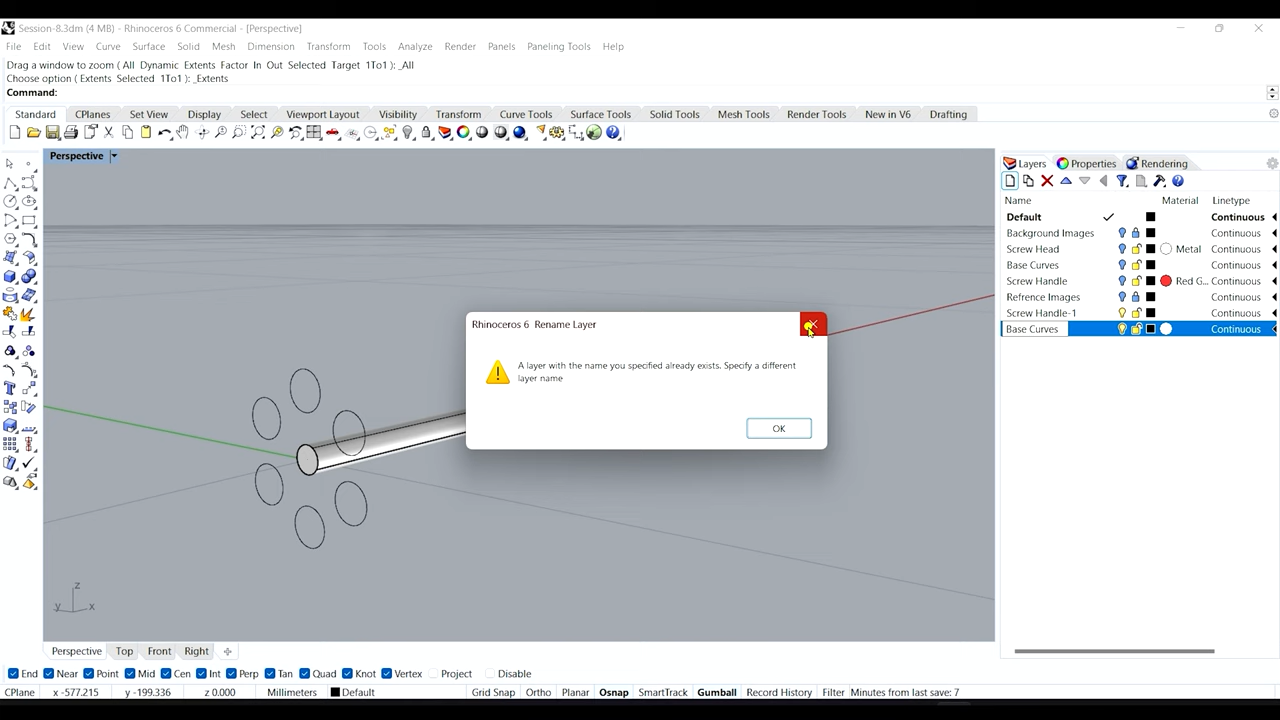 Session-8.3dm (4 MB) - Rhinoceros 6 Commercial - [Perspective]
File Edit View Curve Surface Solid Mesh Dimension Transform Tools Analyze Render Panels Paneling Tools Help
Drag a window to zoom ( All Dynamic Extents Factor In Out Selected Target 1To1 ): _All
Choose option ( Extents Selected 1To1 ): _Extents
Command:
Standard CPlanes Set View Display Select Viewport Layout Visibility Transform Curve Tools Surface Tools Solid Tools Mesh Tools Render Tools New in V6 Drafting
Perspective
Layers Properties Rendering
Name Material Linetype
Default Continuous
Background Images Continuous
Screw Head Metal Continuous
Base Curves Continuous
Screw Handle Red G... Continuous
Refrence Images Continuous
Screw Handle-1 Continuous
Base Curves Continuous
Rhinoceros 6 Rename Layer
A layer with the name you specified already exists. Specify a different
layer name
OK
z
y x
Perspective Top Front Right
End Near Point Mid Cen Int Perp Tan Quad Knot Vertex Project Disable
CPlane x -577.215 y -199.336 z 0.000 Millimeters Default Grid Snap Ortho Planar Osnap SmartTrack Gumball Record History Filter Minutes from last save: 7